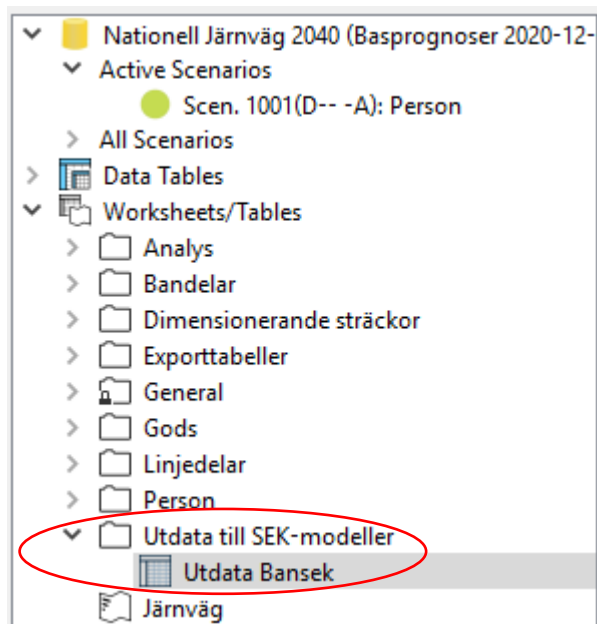 Nationell Järnväg 2040 (Basprognoser 2020-12-
Active Scenarios
Scen. 1001(D-- -A): Person
All Scenarios
Data Tables
Worksheets/Tables
Analys
Bandelar
Dimensionerande sträckor
Exporttabeller
General
Gods
Linjedelar
Person
Utdata till SEK-modeller
Utdata Bansek
Järnväg